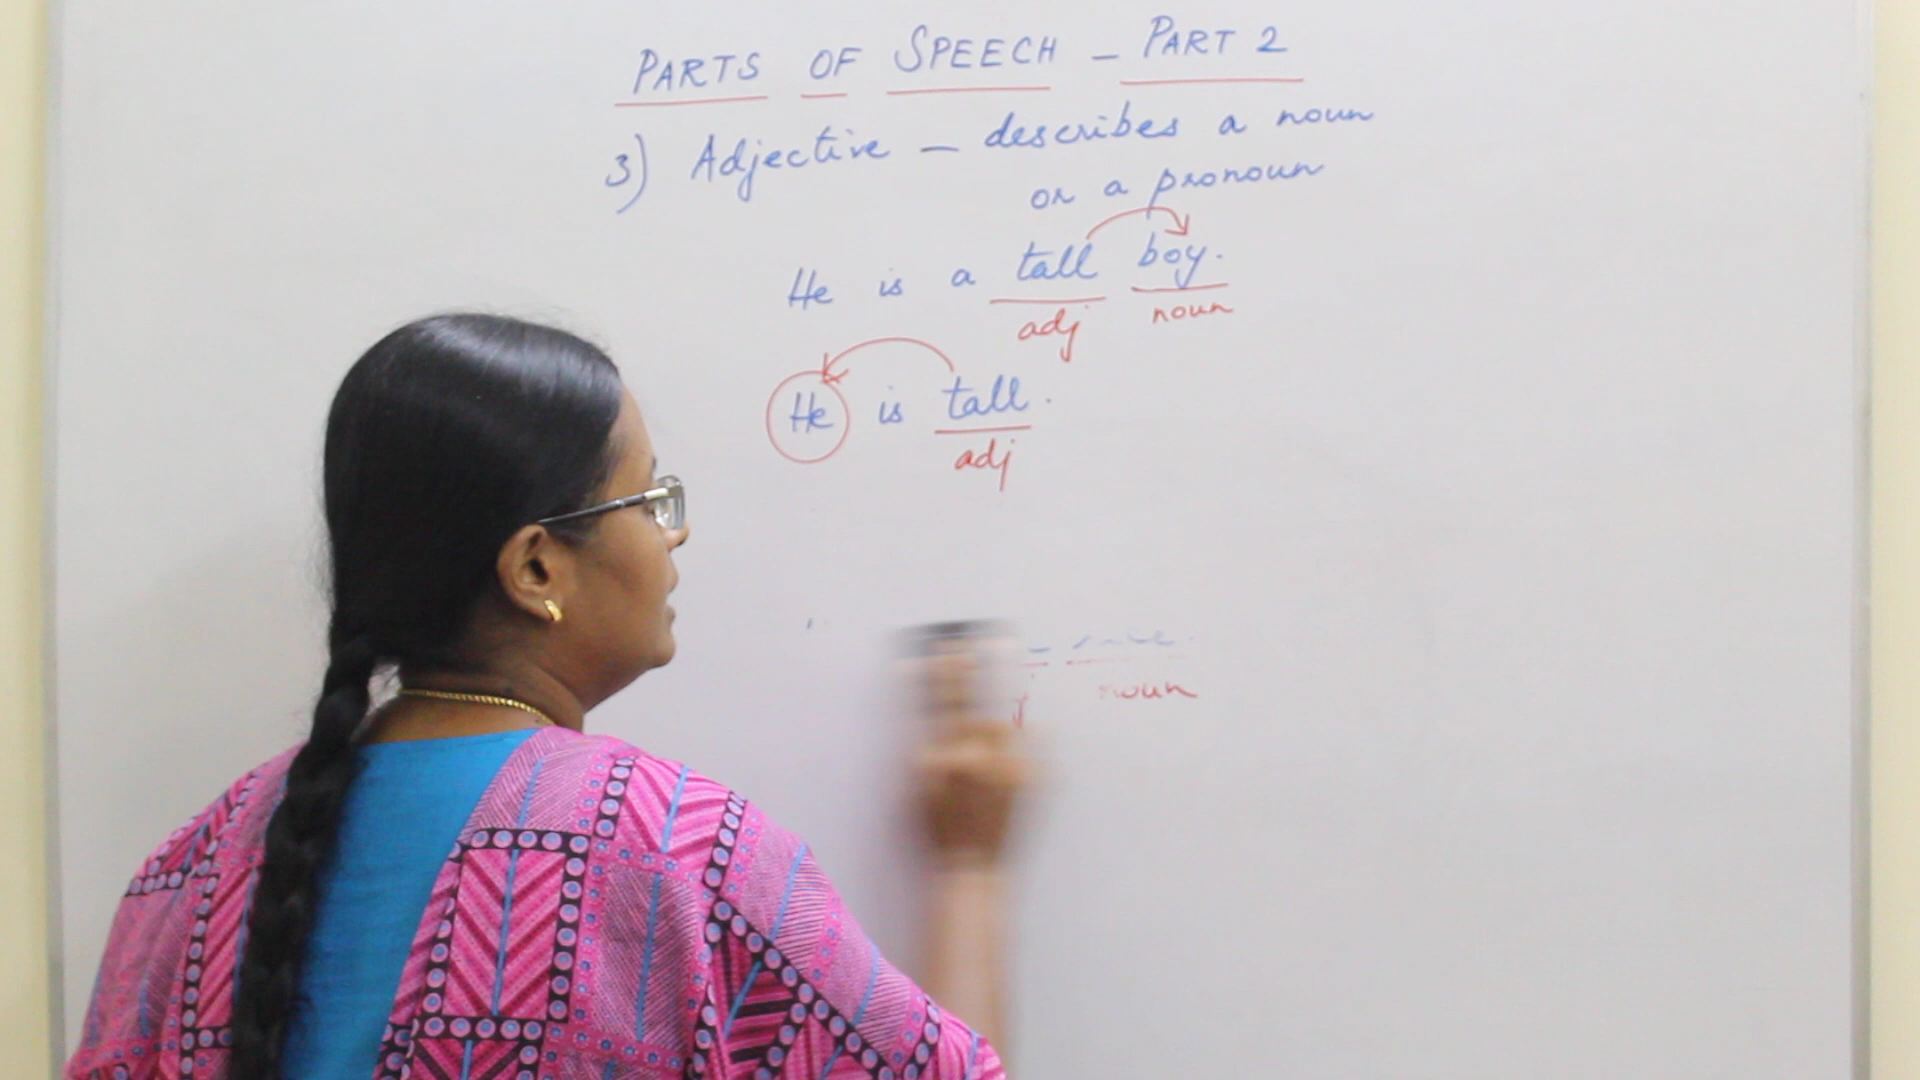 PARTS OF SPEECH – PART 2
3) Adjective – describes a noun
or a pronoun
He is a tall boy.
adj noun
He is tall.
adj
noun